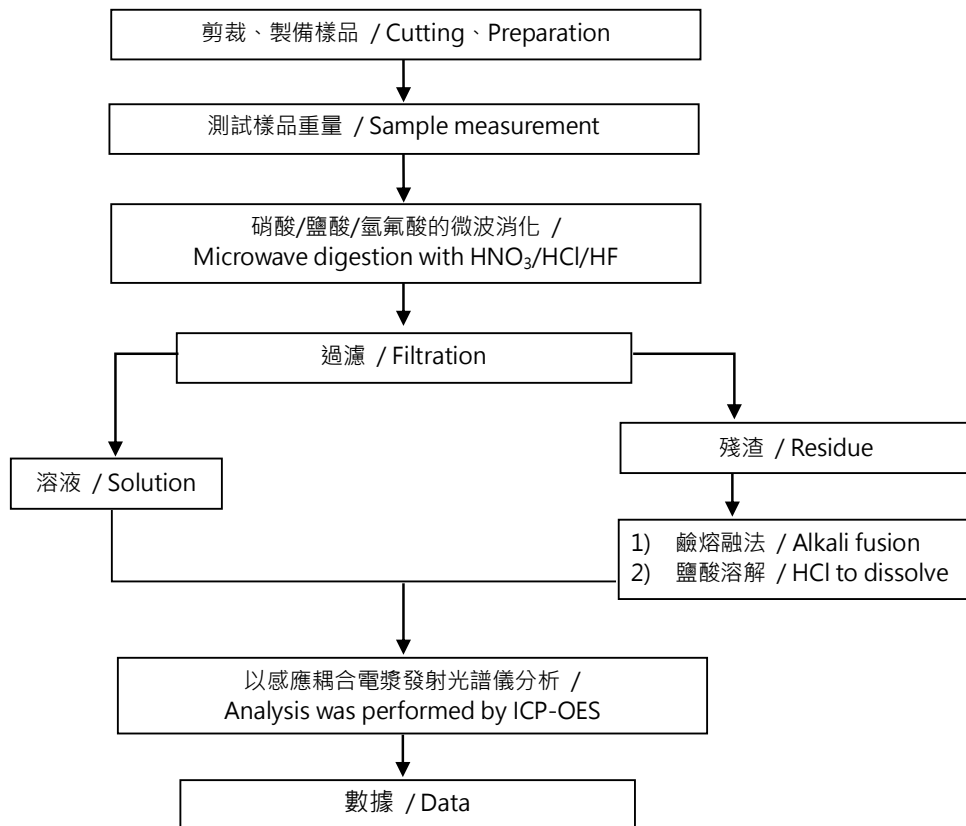 剪裁、製備樣品 / Cutting、Preparation
測試樣品重量 / Sample measurement
硝酸/鹽酸/氫氟酸的微波消化 /
Microwave digestion with HNO₃/HCl/HF
過濾 / Filtration
溶液 / Solution
殘渣 / Residue
1) 鹼熔融法 / Alkali fusion
2) 鹽酸溶解 / HCl to dissolve
以感應耦合電漿發射光譜儀分析 /
Analysis was performed by ICP-OES
數據 / Data